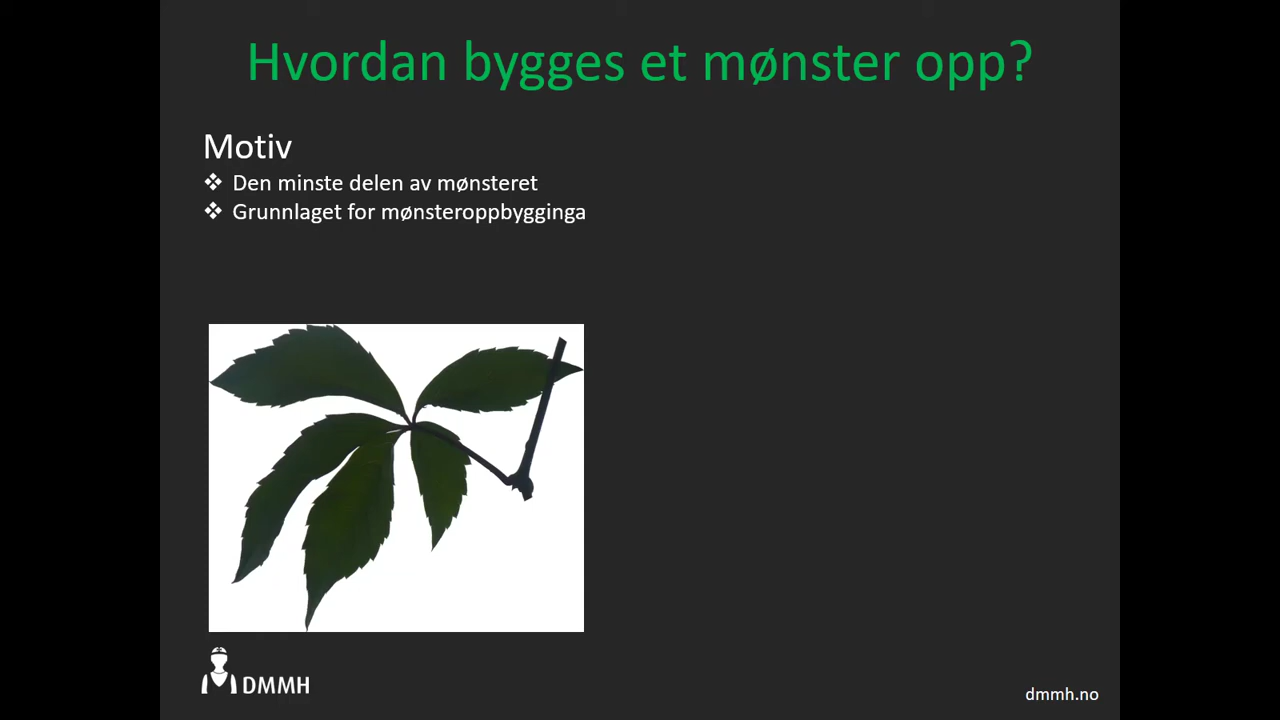 Hvordan bygges et mønster opp?
Motiv
❖ Den minste delen av mønsteret
❖ Grunnlaget for mønsteroppbygginga
DMMH
dmmh.no